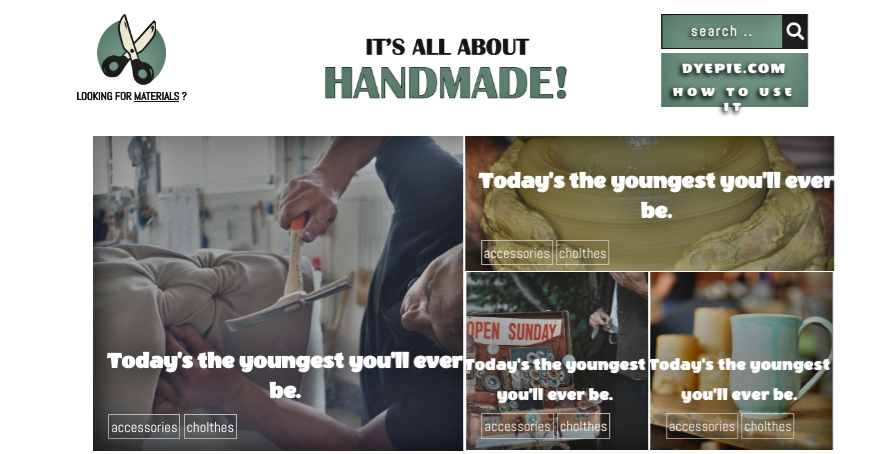 LOOKING FOR MATERIALS ?
IT'S ALL ABOUT
HANDMADE!
search ..
DYEPIE.COM
HOW TO USE
IT
Today's the youngest you'll ever
be.
accessories cholthes
Today's the youngest you'll ever
be.
accessories cholthes
OPEN SUNDAY
Today's the youngest
you'll ever be.
accessories cholthes
Today's the youngest
you'll ever be.
accessories cholthes